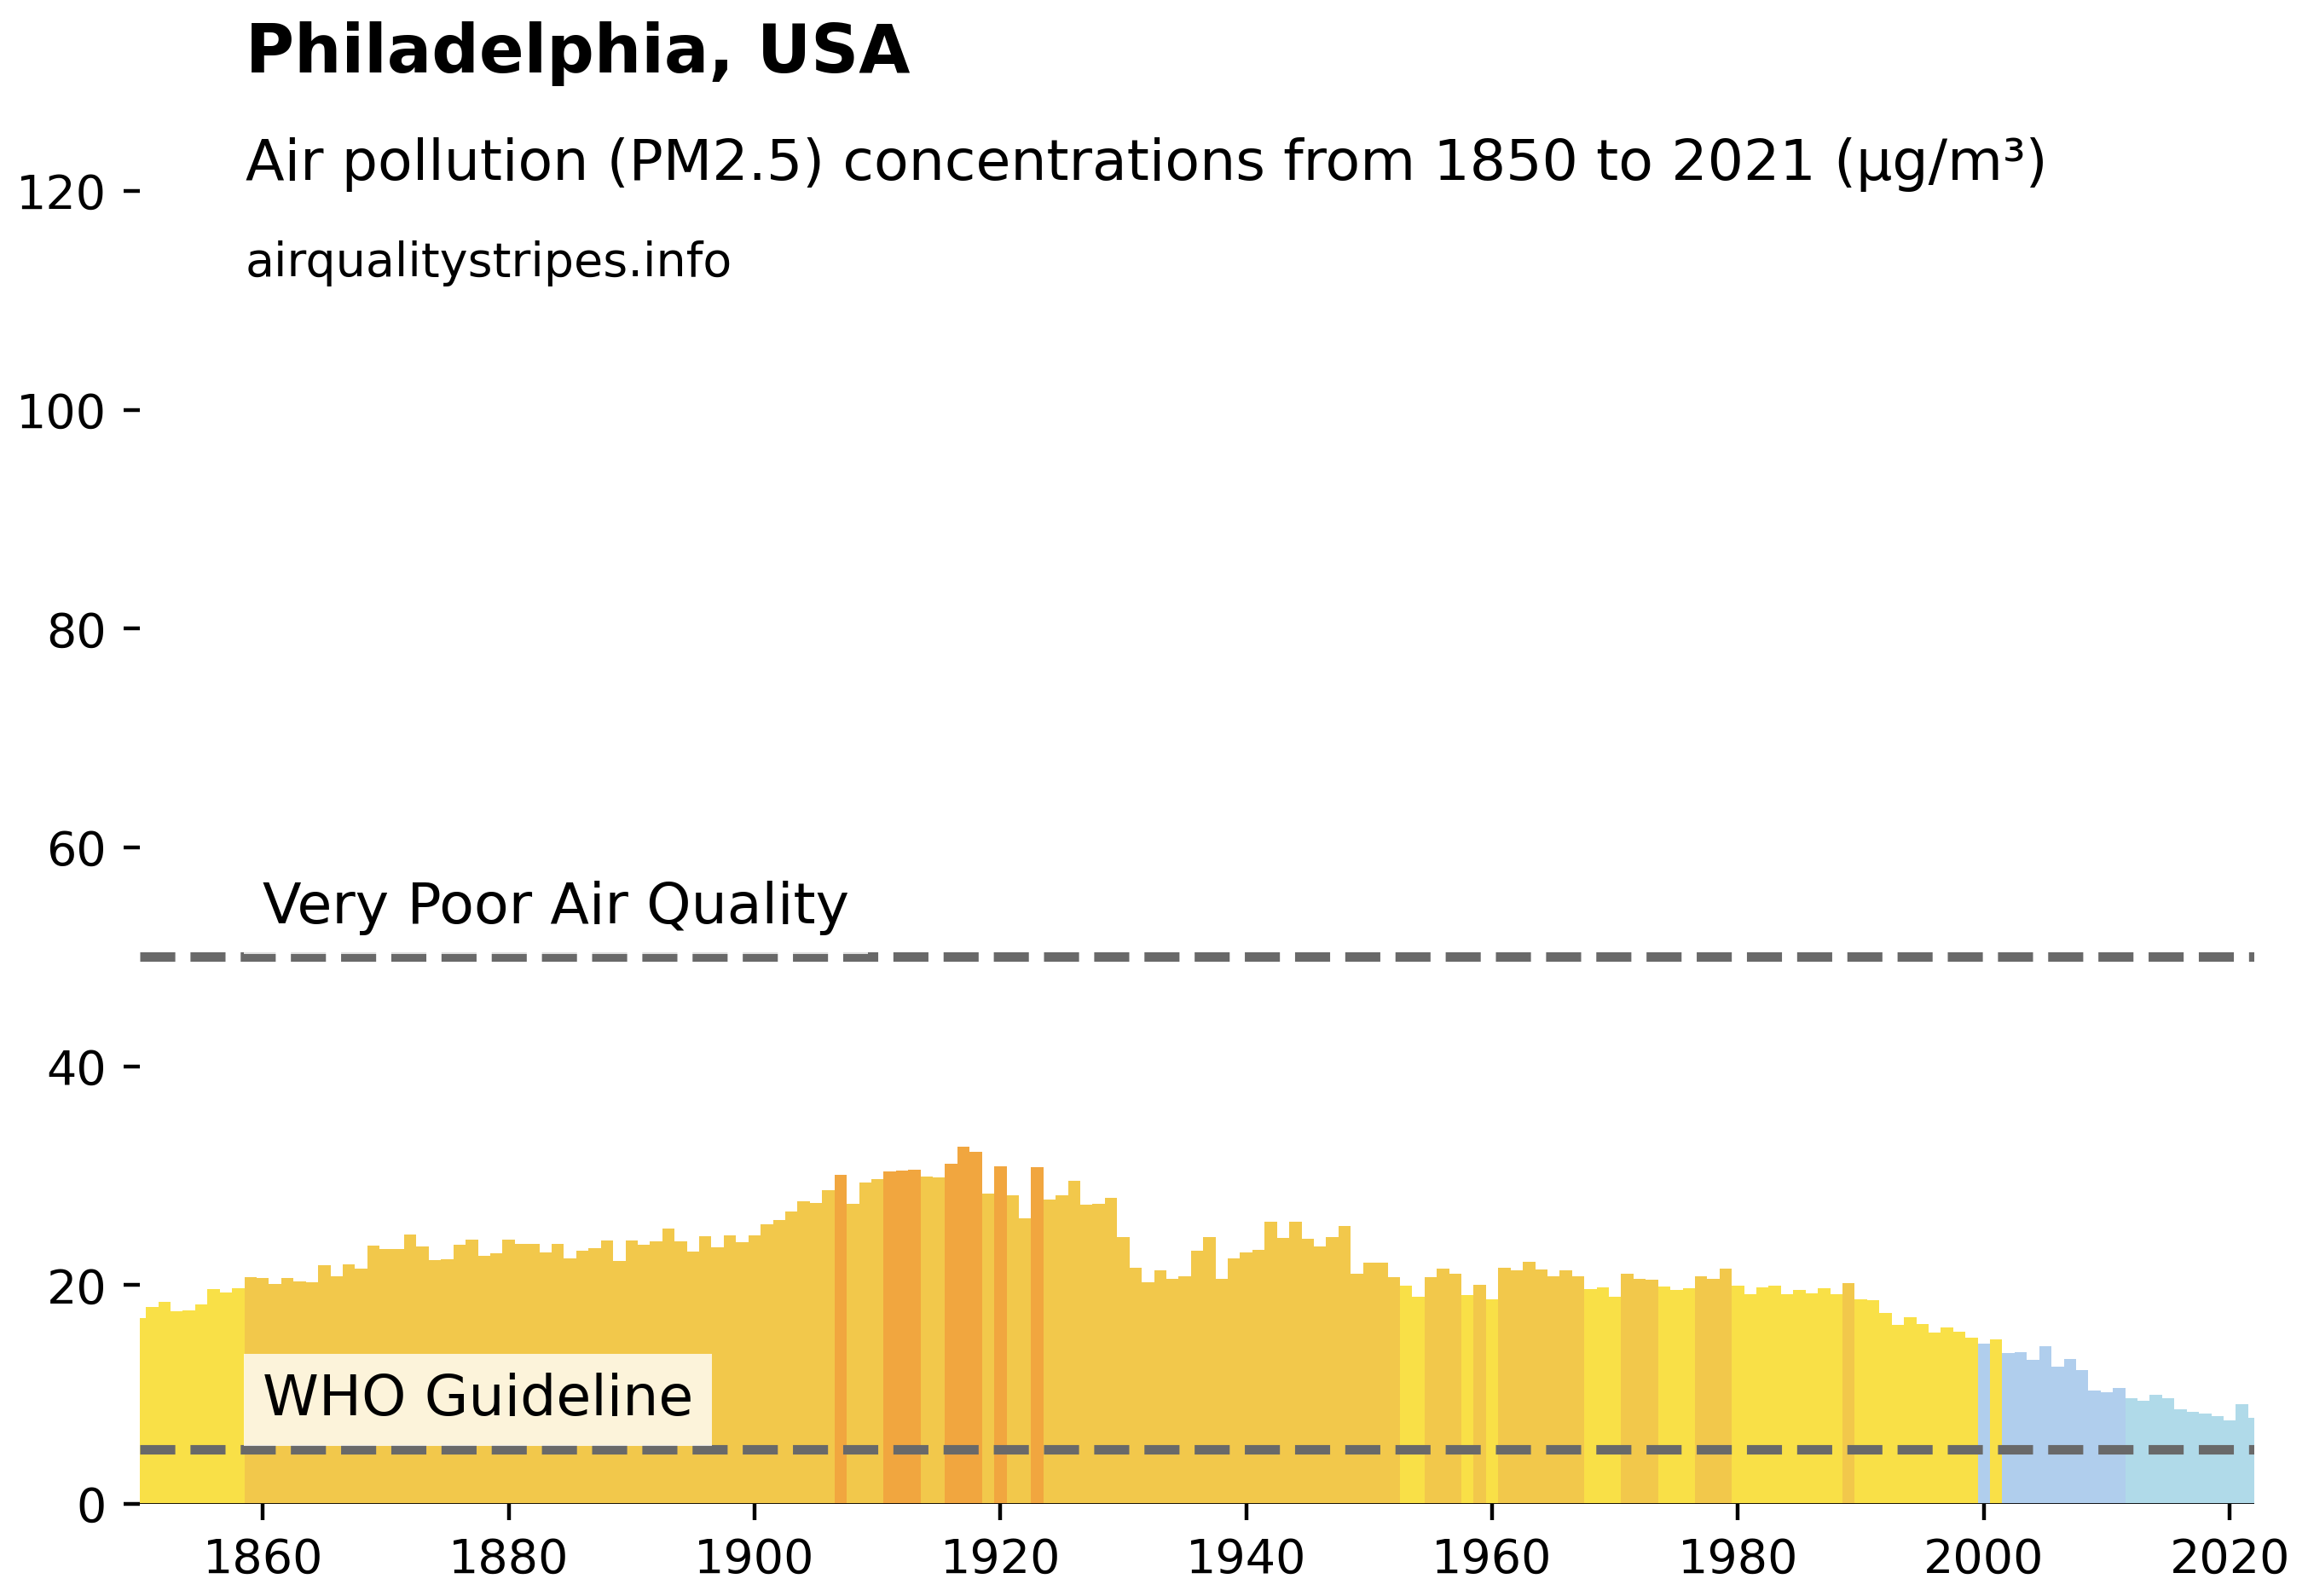 Philadelphia, USA
Air pollution (PM2.5) concentrations from 1850 to 2021 (µg/m³)
120
airqualitystripes.info
100
80
60
Very Poor Air Quality
40
20
WHO Guideline
0
1860 1880 1900 1920 1940 1960 1980 2000 2020